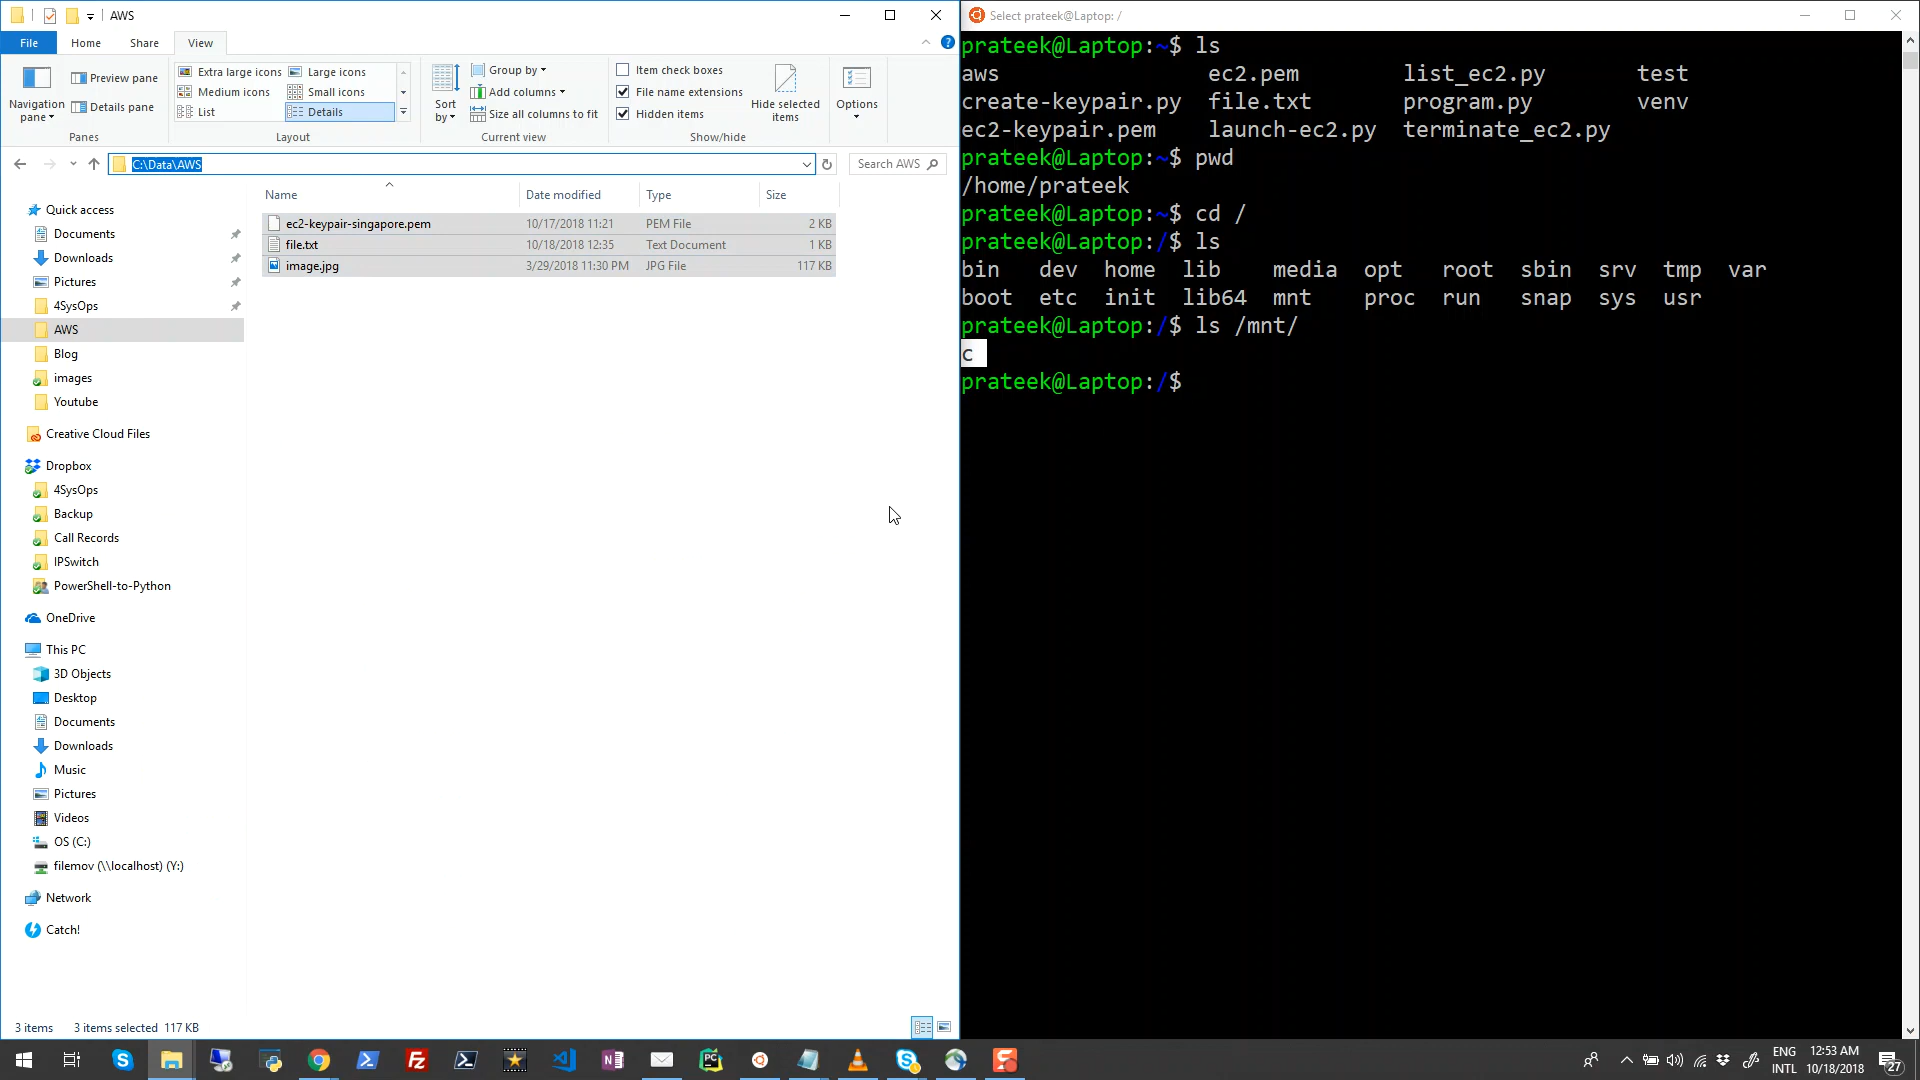 AWS
File Home Share View
Navigation pane
Preview pane
Details pane
Panes
Extra large icons Large icons
Medium icons Small icons
List Details
Layout
Sort by
Group by
Add columns
Size all columns to fit
Current view
Item check boxes
File name extensions
Hidden items
Hide selected items
Show/hide
Options
C:\Data\AWS
Search AWS
Name Date modified Type Size
ec2-keypair-singapore.pem 10/17/2018 11:21 PEM File 2 KB
file.txt 10/18/2018 12:35 Text Document 1 KB
image.jpg 3/29/2018 11:30 PM JPG File 117 KB
Quick access
Documents
Downloads
Pictures
4SysOps
AWS
Blog
images
Youtube
Creative Cloud Files
Dropbox
4SysOps
Backup
Call Records
IPSwitch
PowerShell-to-Python
OneDrive
This PC
3D Objects
Desktop
Documents
Downloads
Music
Pictures
Videos
OS (C:)
filemov (\\localhost) (Y:)
Network
Catch!
3 items 3 items selected 117 KB
Select prateek@Laptop: /
prateek@Laptop:~$ ls
aws ec2.pem list_ec2.py test
create-keypair.py file.txt program.py venv
ec2-keypair.pem launch-ec2.py terminate_ec2.py
prateek@Laptop:~$ pwd
/home/prateek
prateek@Laptop:~$ cd /
prateek@Laptop:/$ ls
bin dev home lib media opt root sbin srv tmp var
boot etc init lib64 mnt proc run snap sys usr
prateek@Laptop:/$ ls /mnt/
c
prateek@Laptop:/$
ENG
INTL
12:53 AM
10/18/2018
27